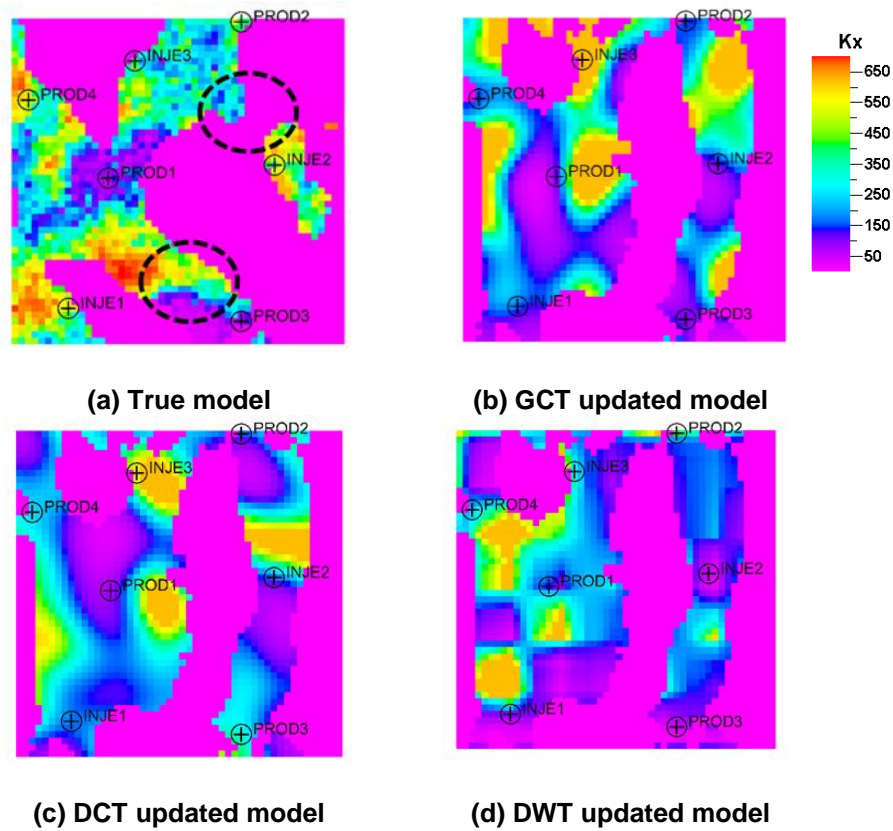 PROD2
INJE3
PROD4
PROD1
INJE2
INJE1
PROD3
(a) True model
PROD2
INJE3
PROD4
PROD1
INJE2
INJE1
PROD3
(b) GCT updated model
Kx
650
450
250
150
50
PROD2
INJE3
PROD4
PROD1
INJE2
INJE1
PROD3
(c) DCT updated model
PROD2
INJE3
PROD4
PROD1
INJE2
INJE1
PROD3
(d) DWT updated model